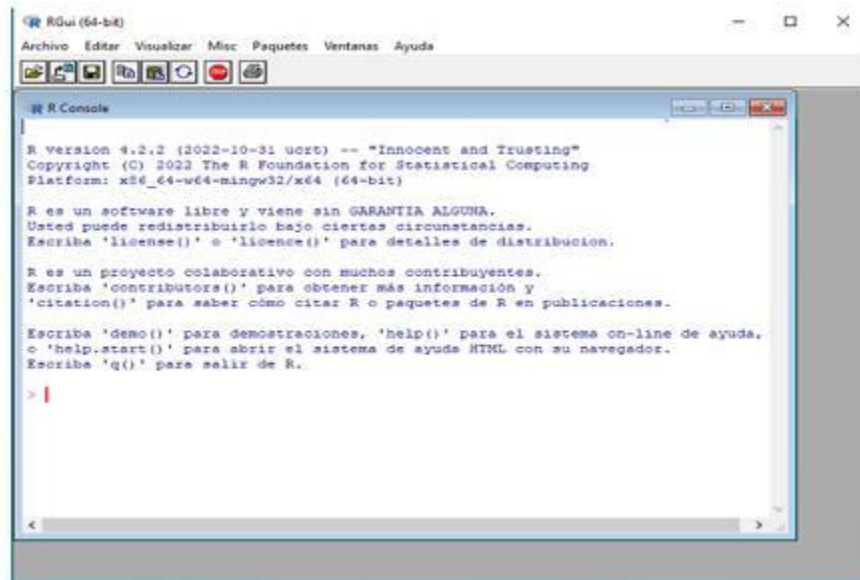 RGui (64-bit)
Archivo Editar Visualizar Misc Paquetes Ventanas Ayuda
STOP
R Console
R version 4.2.2 (2022-10-31 ucrt) -- "Innocent and Trusting"
Copyright (C) 2022 The R Foundation for Statistical Computing
Platform: x86_64-w64-mingw32/x64 (64-bit)
R es un software libre y viene sin GARANTIA ALGUNA.
Usted puede redistribuirlo bajo ciertas circunstancias.
Escriba 'license()' o 'licence()' para detalles de distribucion.
R es un proyecto colaborativo con muchos contribuyentes.
Escriba 'contributors()' para obtener más información y
'citation()' para saber cómo citar R o paquetes de R en publicaciones.
Escriba 'demo()' para demostraciones, 'help()' para el sistema on-line de ayuda,
o 'help.start()' para abrir el sistema de ayuda HTML con su navegador.
Escriba 'q()' para salir de R.
>